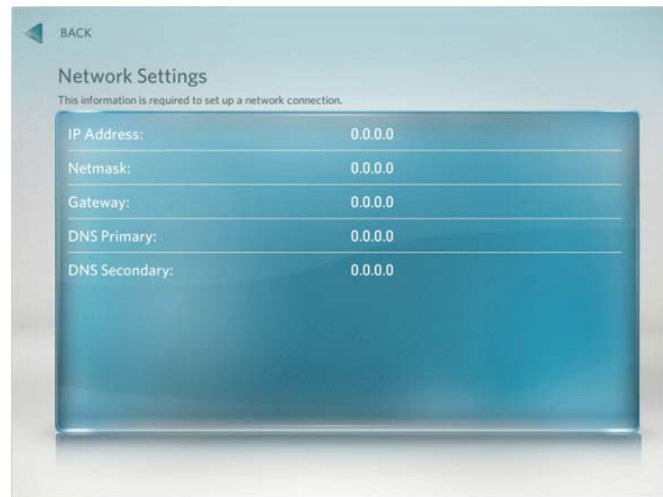 BACK
Network Settings
This information is required to set up a network connection.
IP Address: 0.0.0.0
Netmask: 0.0.0.0
Gateway: 0.0.0.0
DNS Primary: 0.0.0.0
DNS Secondary: 0.0.0.0